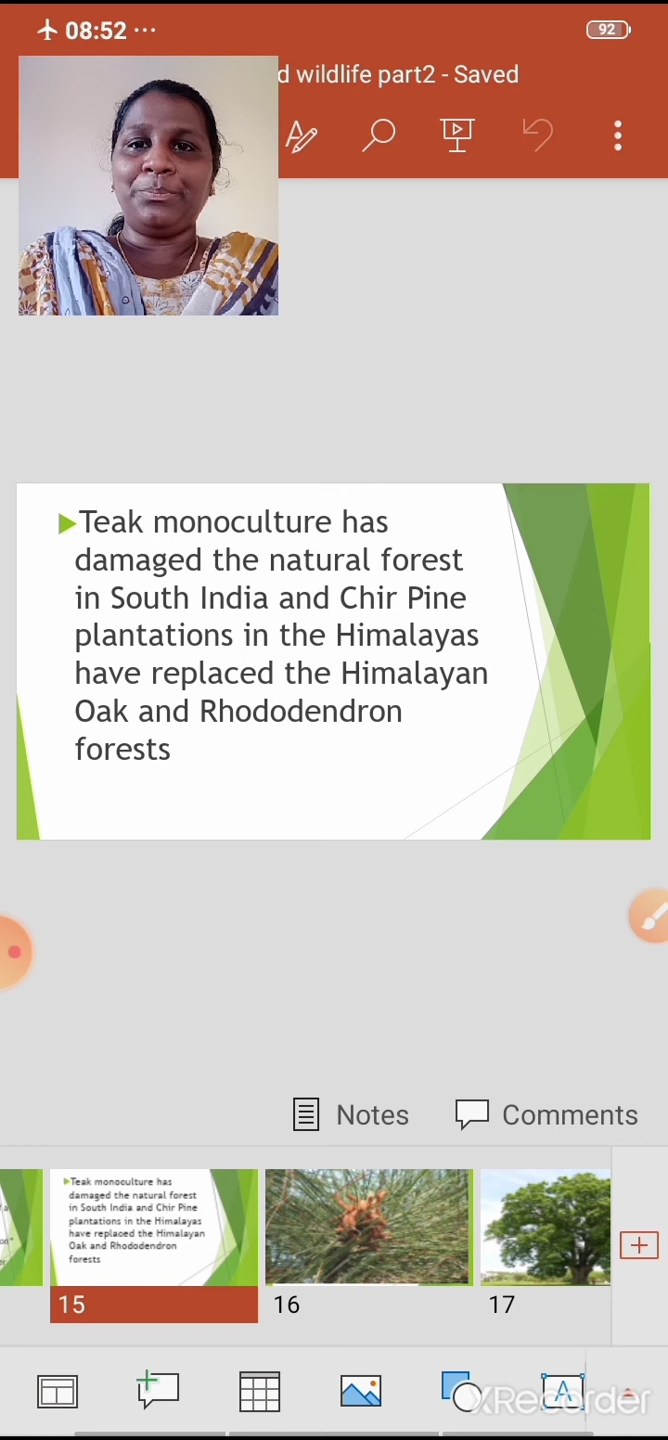 08:52 ...
92
d wildlife part2 - Saved
Teak monoculture has
damaged the natural forest
in South India and Chir Pine
plantations in the Himalayas
have replaced the Himalayan
Oak and Rhododendron
forests
Notes
Comments
Teak monoculture has
damaged the natural forest
in South India and Chir Pine
plantations in the Himalayas
have replaced the Himalayan
Oak and Rhododendron
forests
15
16
17
A
XRecorder